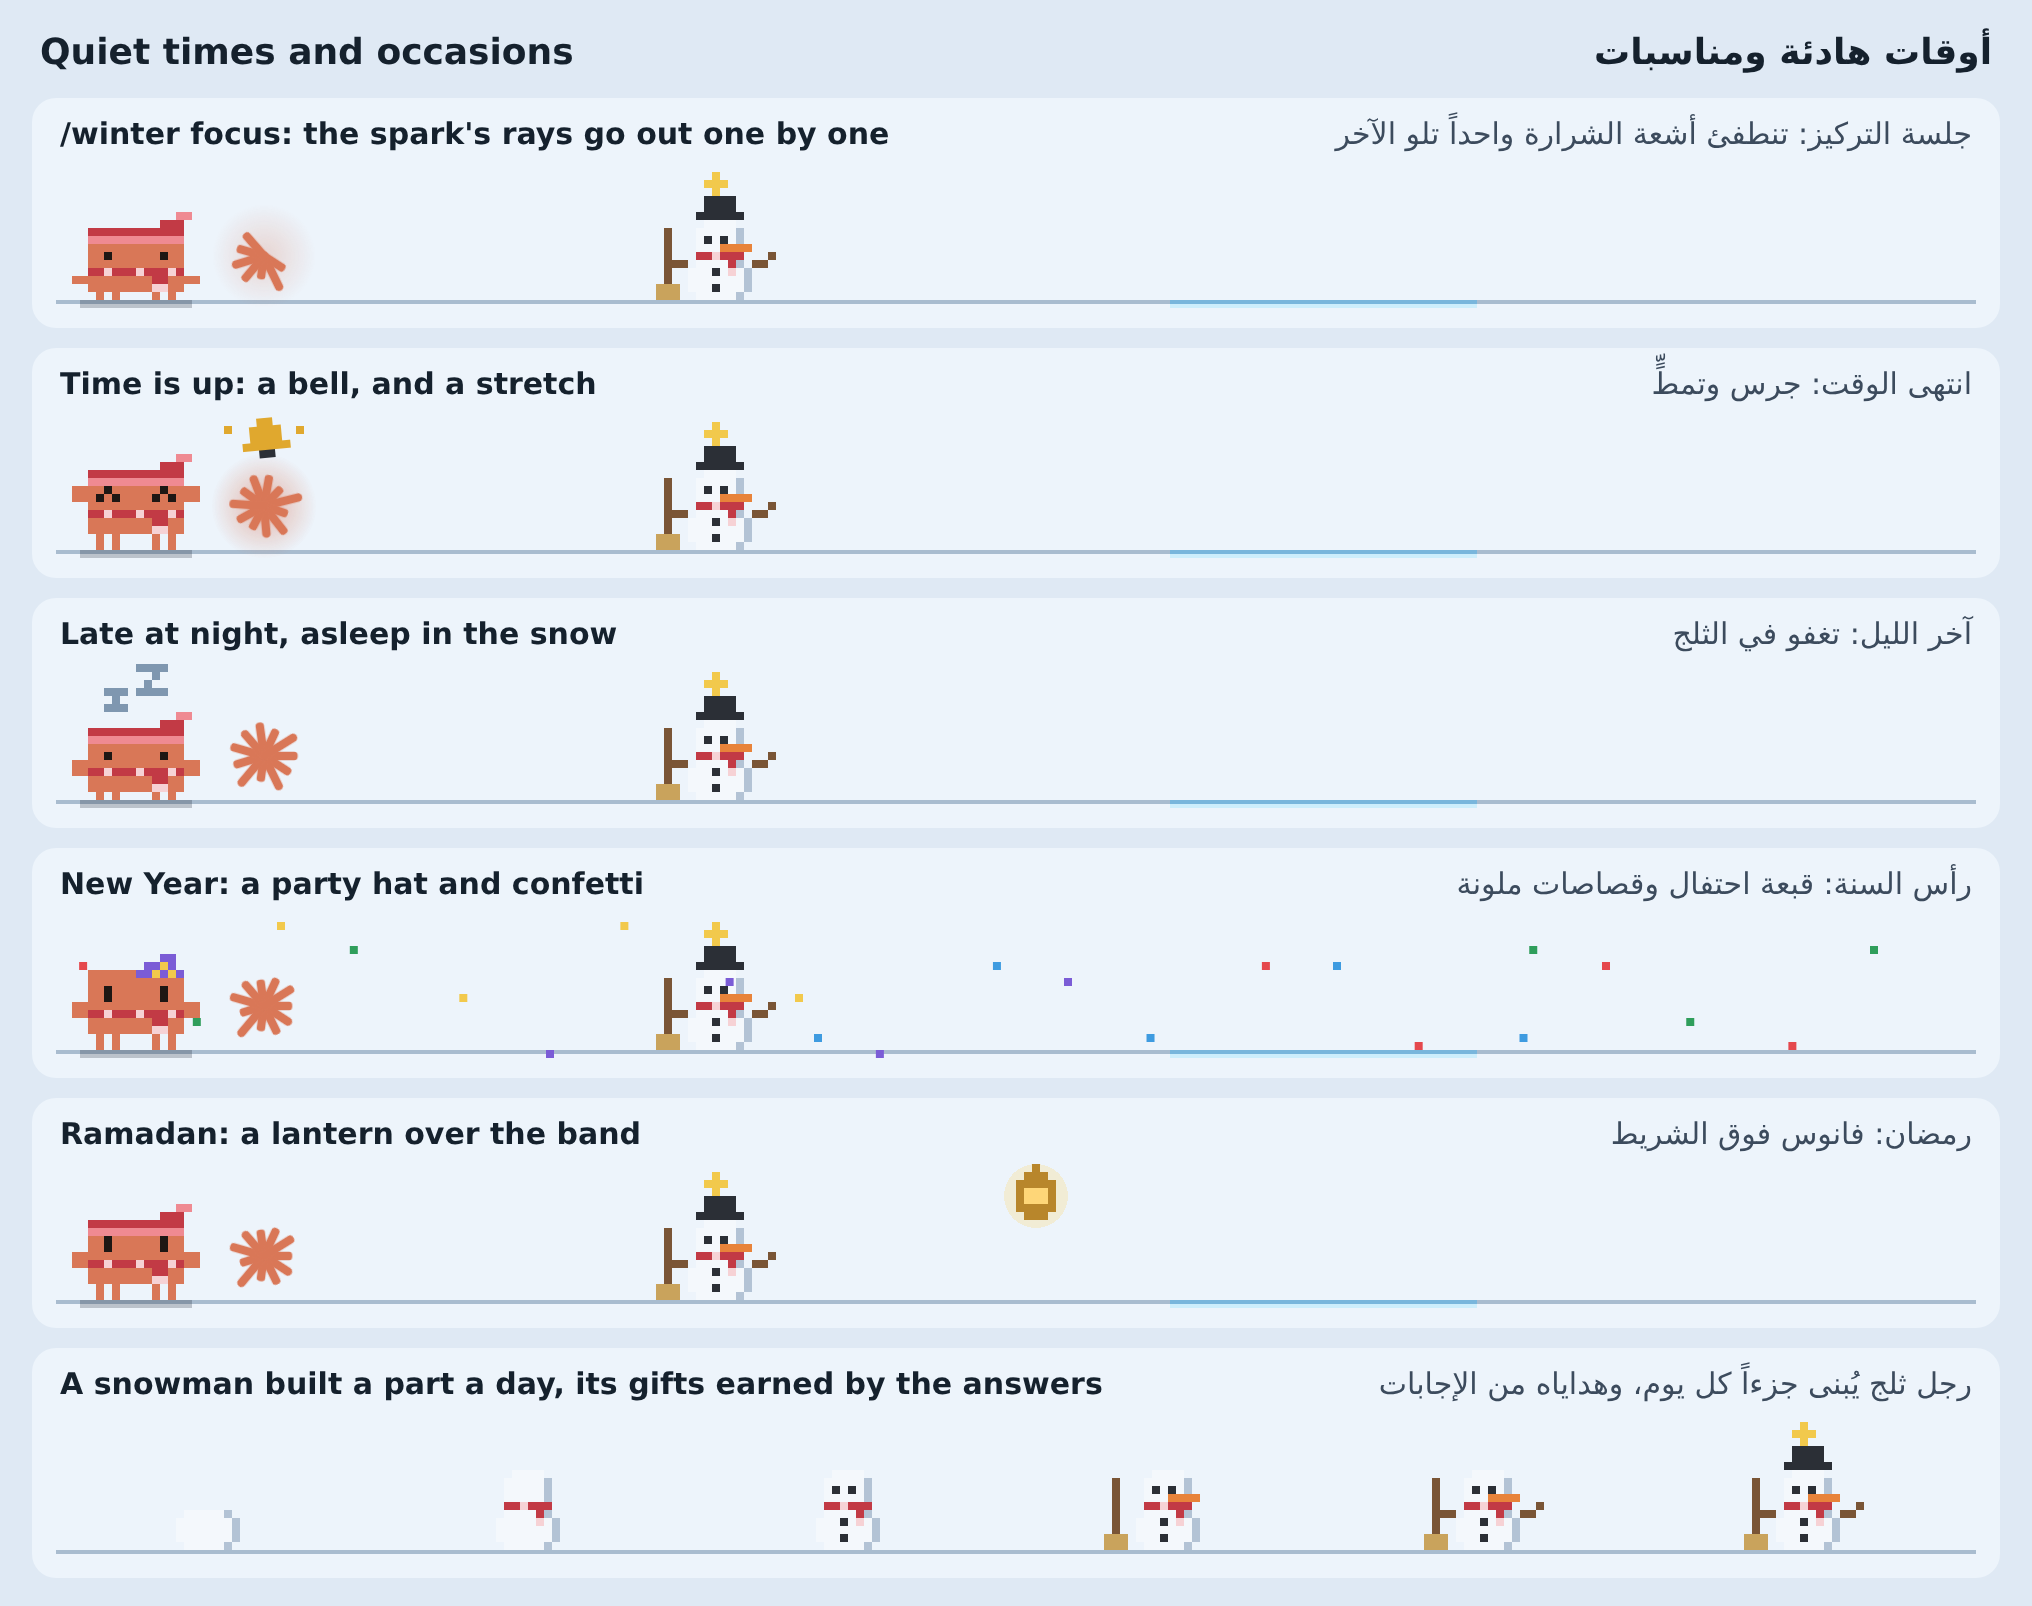 Quiet times and occasions
أوقات هادئة ومناسبات
/winter focus: the spark's rays go out one by one
جلسة التركيز: تنطفئ أشعة الشرارة واحداً تلو الآخر
Time is up: a bell, and a stretch
انتهى الوقت: جرس وتمطٍّ
Late at night, asleep in the snow
آخر الليل: تغفو في الثلج
New Year: a party hat and confetti
رأس السنة: قبعة احتفال وقصاصات ملونة
Ramadan: a lantern over the band
رمضان: فانوس فوق الشريط
A snowman built a part a day, its gifts earned by the answers
رجل ثلج يُبنى جزءاً كل يوم، وهداياه من الإجابات